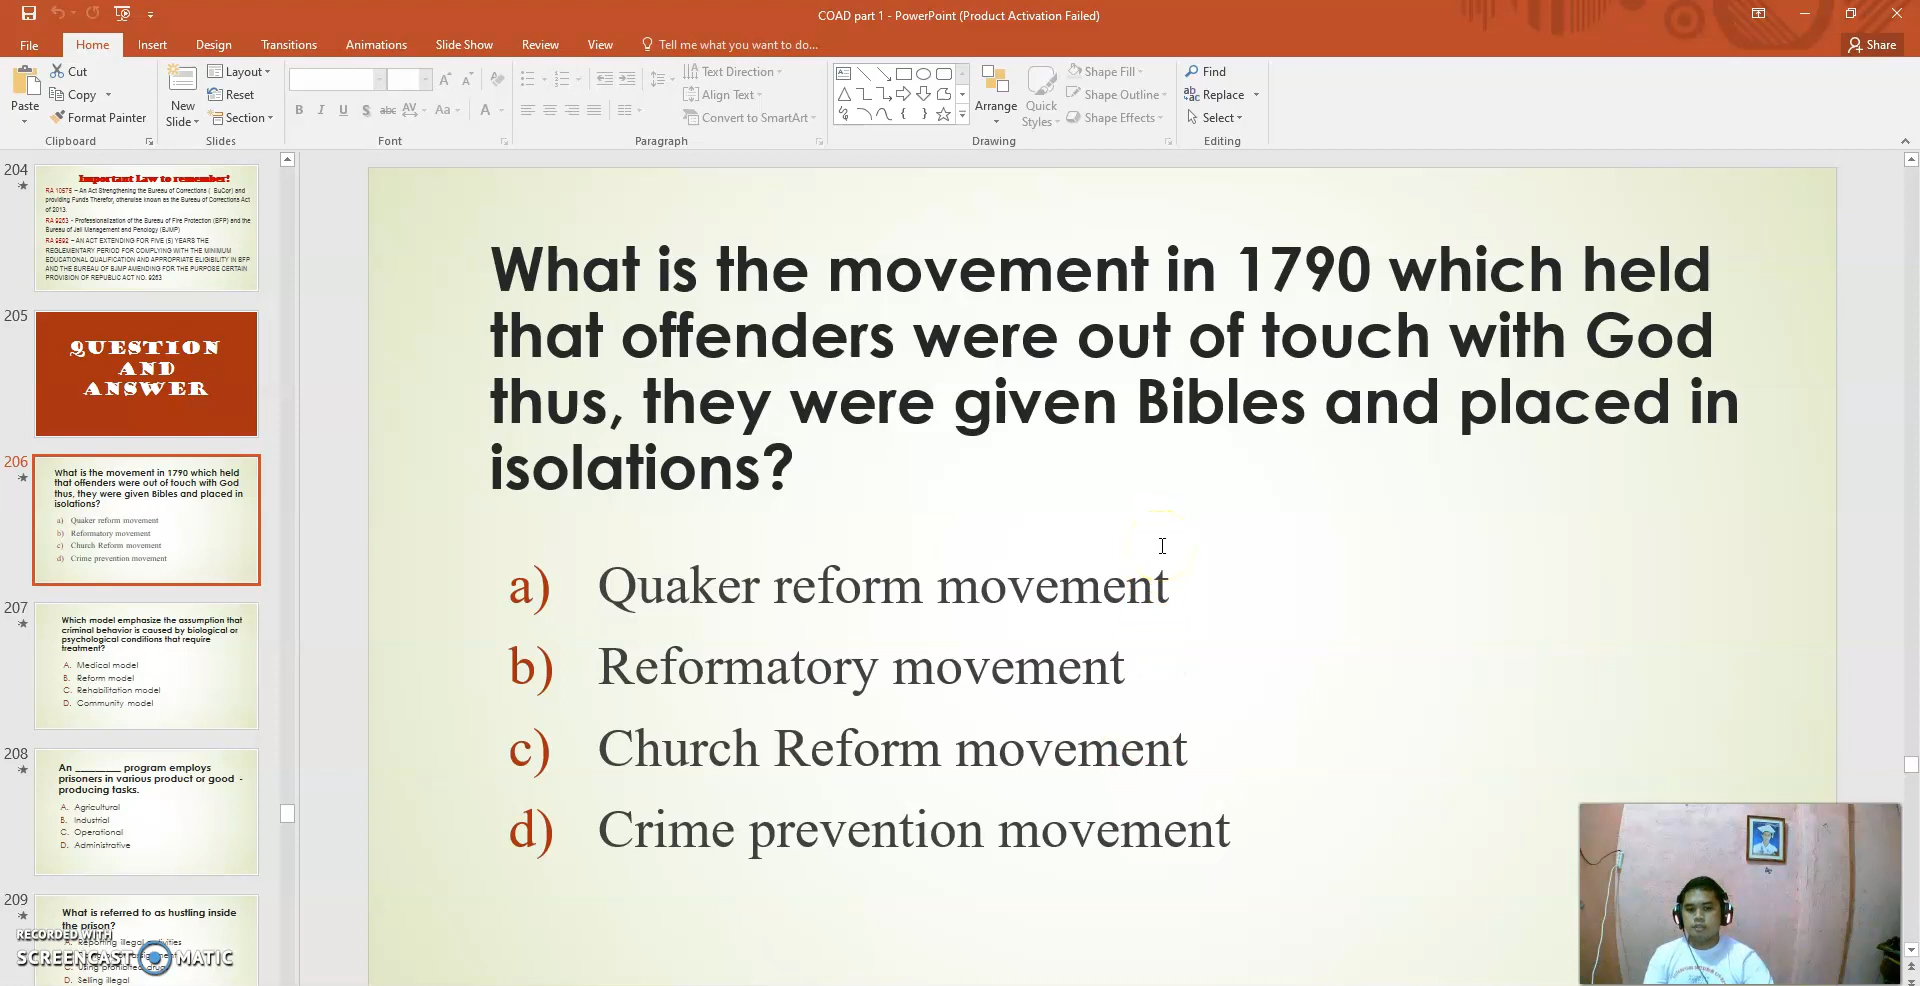 COAD part 1 - PowerPoint (Product Activation Failed)
File
Home
Insert
Design
Transitions
Animations
Slide Show
Review
View
Tell me what you want to do...
Share
Paste
Cut
Copy
Format Painter
Clipboard
New
Slide
Layout
Reset
Section
Slides
B I U S abc AV Aa A
Font
Text Direction
Align Text
Convert to SmartArt
Paragraph
Arrange
Quick
Styles
Shape Fill
Shape Outline
Shape Effects
Drawing
Find
Replace
Select
Editing
204
Important Law to remember!
RA 10575 – An Act Strengthening the Bureau of Corrections ( BuCor) and
providing Funds Therefor, otherwise known as the Bureau of Corrections Act
of 2013.
RA 9263 - Professionalization of the Bureau of Fire Protection (BFP) and the
Bureau of Jail Management and Penology (BJMP)
RA 9592 – AN ACT EXTENDING FOR FIVE (5) YEARS THE
REGLEMENTARY PERIOD FOR COMPLYING WITH THE MINIMUM
EDUCATIONAL QUALIFICATION AND APPROPRIATE ELIGIBILITY IN BFP
AND THE BUREAU OF BJMP AMENDING FOR THE PURPOSE CERTAIN
PROVISION OF REPUBLIC ACT NO. 9263
205
QUESTION
AND
ANSWER
206
What is the movement in 1790 which held
that offenders were out of touch with God
thus, they were given Bibles and placed in
isolations?
a) Quaker reform movement
b) Reformatory movement
c) Church Reform movement
d) Crime prevention movement
207
Which model emphasize the assumption that
criminal behavior is caused by biological or
psychological conditions that require
treatment?
A. Medical model
B. Reform model
C. Rehabilitation model
D. Community model
208
An ________ program employs
prisoners in various product or good -
producing tasks.
A. Agricultural
B. Industrial
C. Operational
D. Administrative
209
What is referred to as hustling inside
the prison?
A. Reporting illegal activities
C. Using prohibited drugs
D. Selling illegal
RECORDED WITH
SCREENCAST MATIC
What is the movement in 1790 which held
that offenders were out of touch with God
thus, they were given Bibles and placed in
isolations?
a) Quaker reform movement
b) Reformatory movement
c) Church Reform movement
d) Crime prevention movement